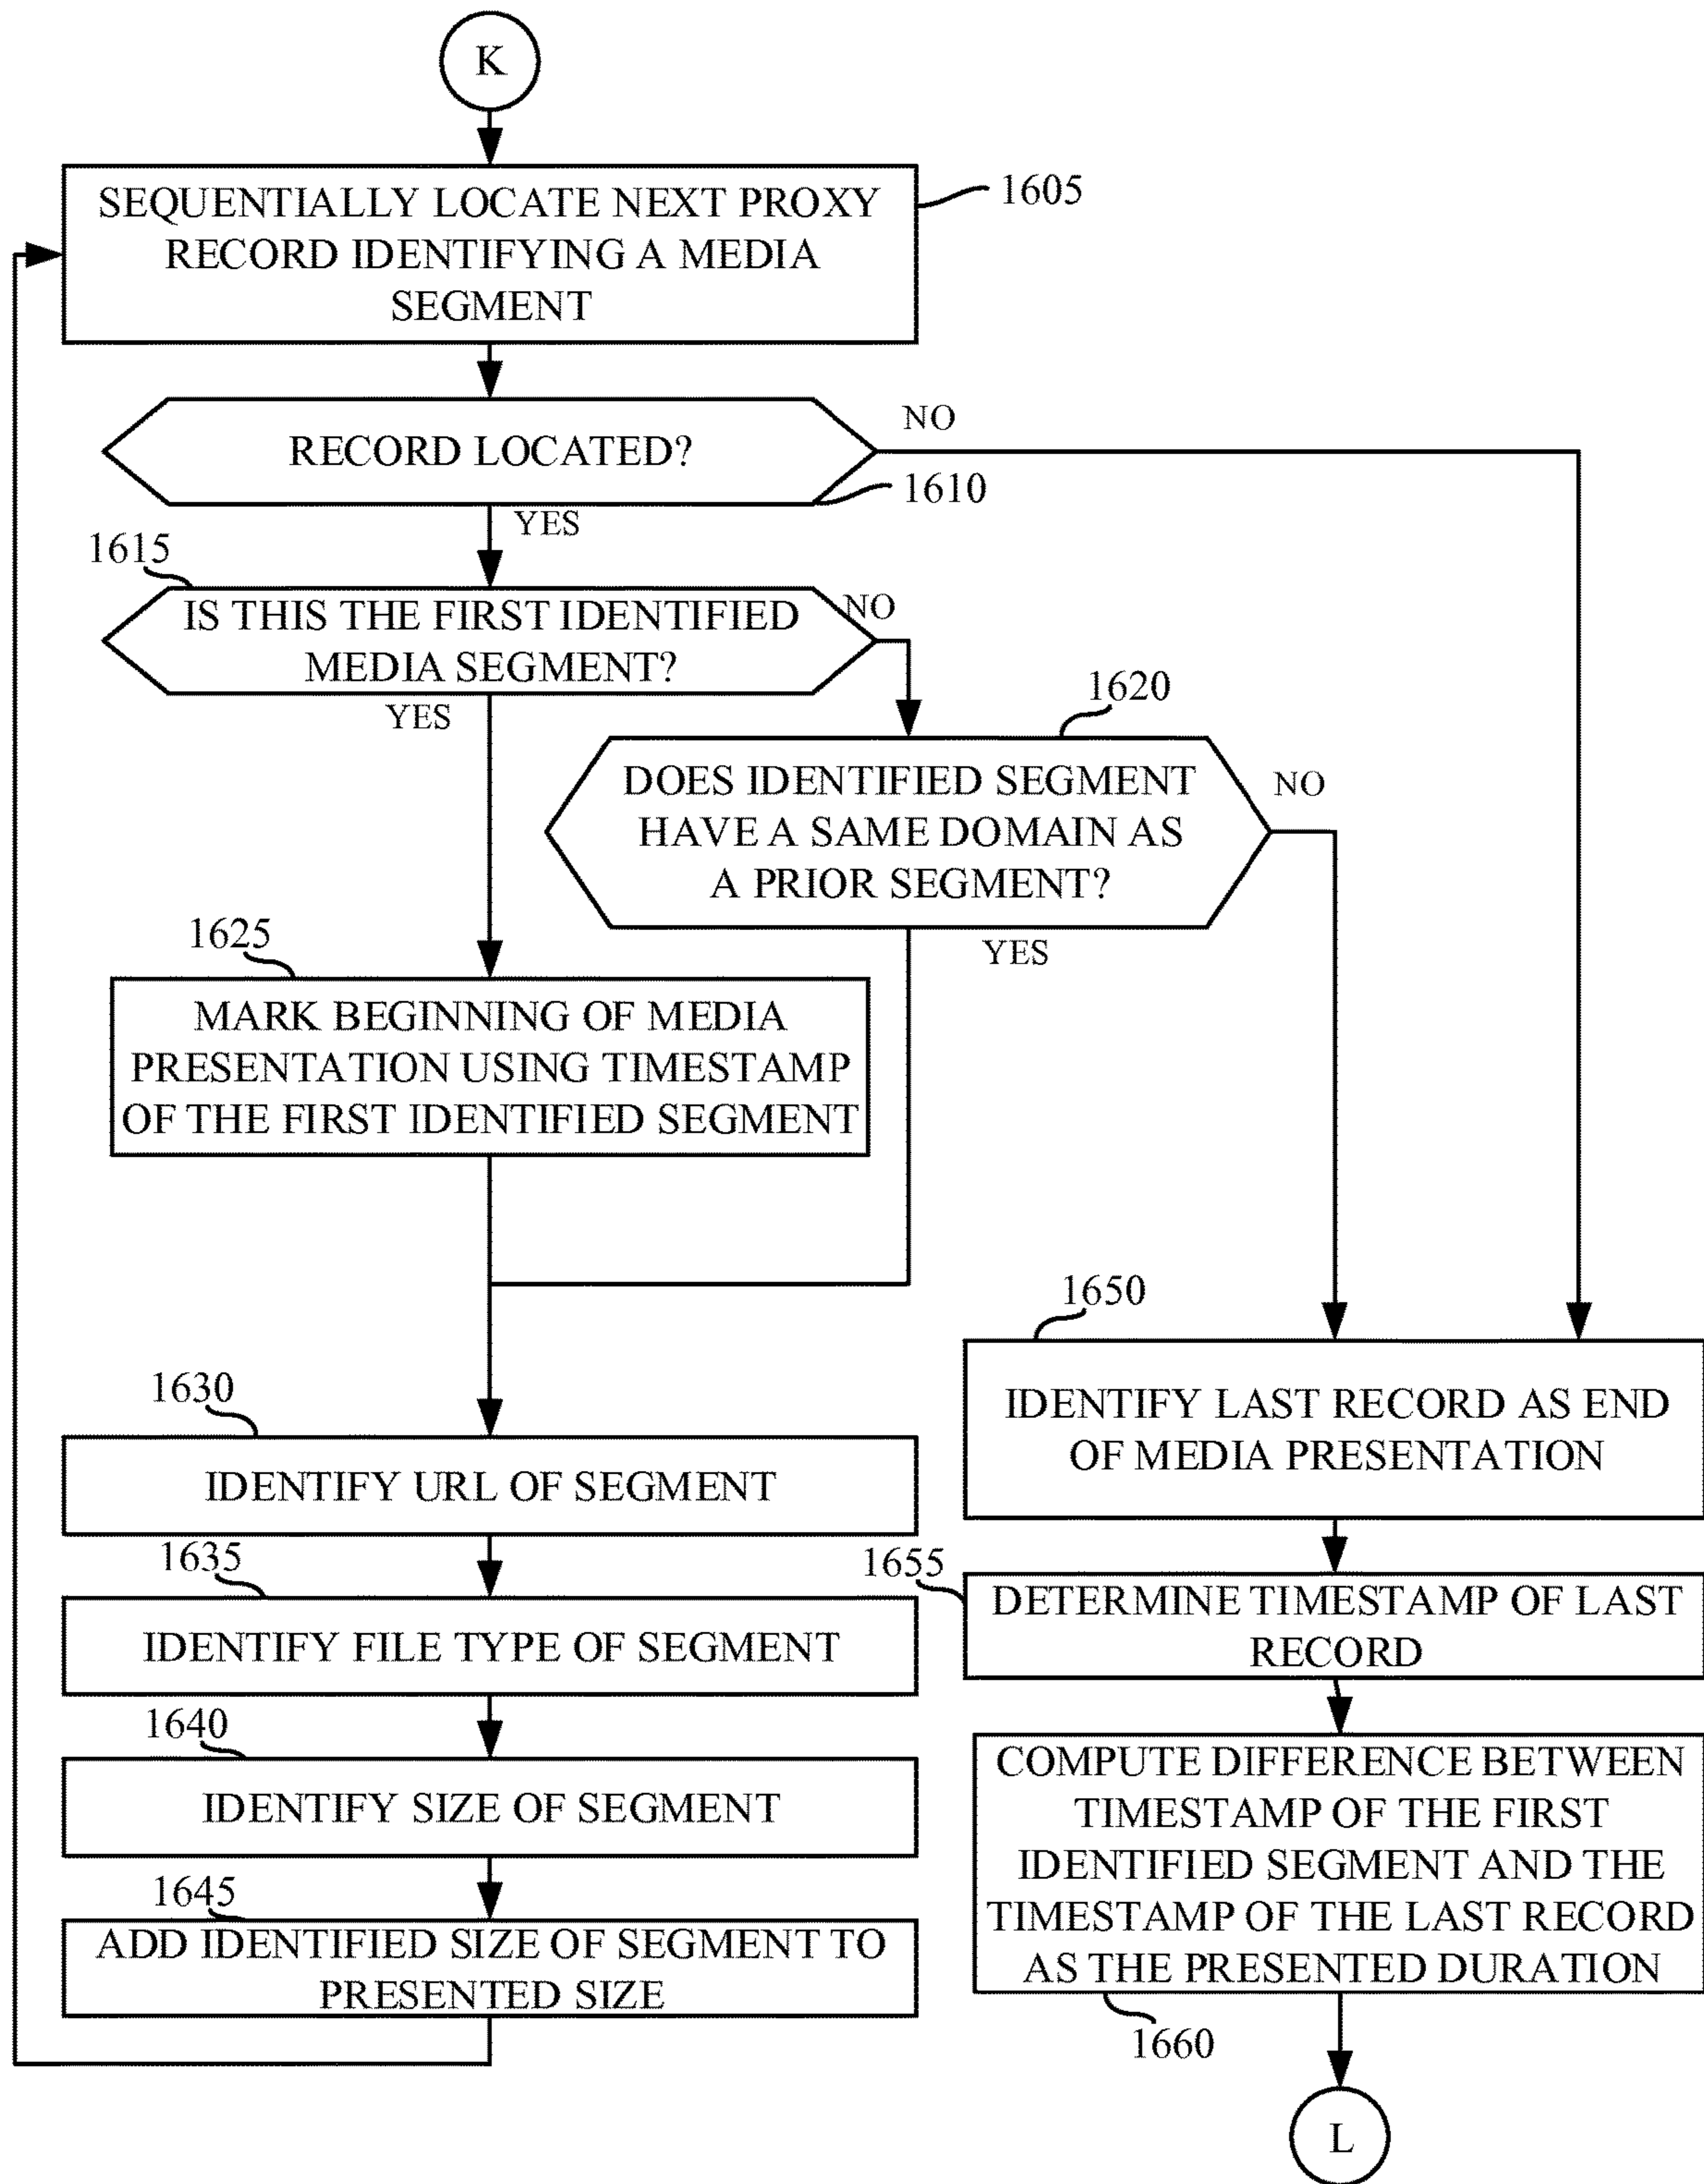 K
SEQUENTIALLY LOCATE NEXT PROXY
RECORD IDENTIFYING A MEDIA
SEGMENT
1605
RECORD LOCATED?
NO
1610
YES
1615
IS THIS THE FIRST IDENTIFIED
MEDIA SEGMENT?
NO
YES
1620
DOES IDENTIFIED SEGMENT
HAVE A SAME DOMAIN AS
A PRIOR SEGMENT?
NO
YES
1625
MARK BEGINNING OF MEDIA
PRESENTATION USING TIMESTAMP
OF THE FIRST IDENTIFIED SEGMENT
1630
IDENTIFY URL OF SEGMENT
1635
IDENTIFY FILE TYPE OF SEGMENT
1640
IDENTIFY SIZE OF SEGMENT
1645
ADD IDENTIFIED SIZE OF SEGMENT TO
PRESENTED SIZE
1650
IDENTIFY LAST RECORD AS END
OF MEDIA PRESENTATION
1655
DETERMINE TIMESTAMP OF LAST
RECORD
COMPUTE DIFFERENCE BETWEEN
TIMESTAMP OF THE FIRST
IDENTIFIED SEGMENT AND THE
TIMESTAMP OF THE LAST RECORD
AS THE PRESENTED DURATION
1660
L